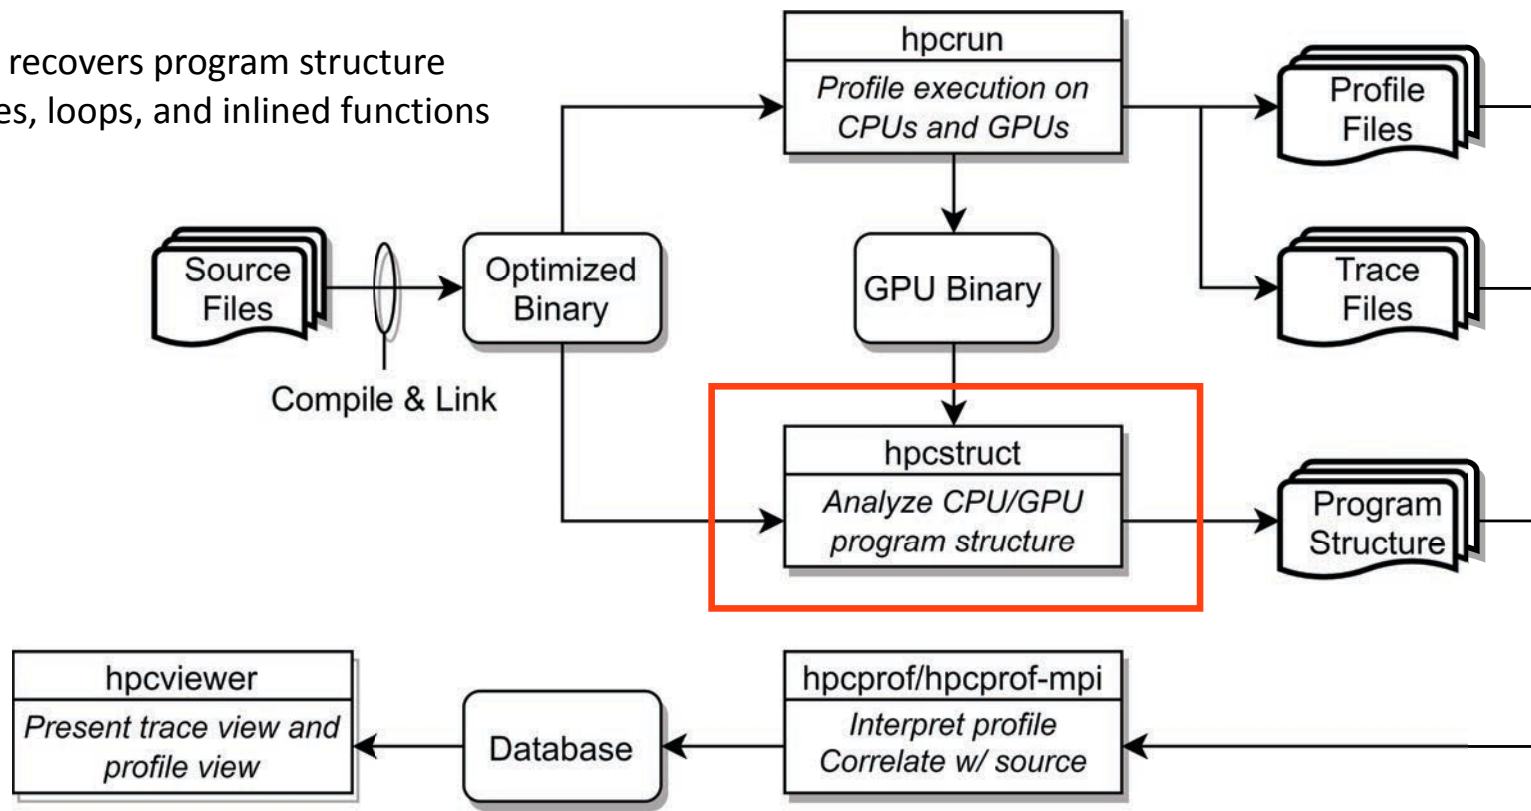 recovers program structure
es, loops, and inlined functions
hpcrun
Profile execution on
CPUs and GPUs
Profile
Files
Source
Files
Optimized
Binary
GPU Binary
Trace
Files
Compile & Link
hpcstruct
Analyze CPU/GPU
program structure
Program
Structure
hpcviewer
Present trace view and
profile view
Database
hpcprof/hpcprof-mpi
Interpret profile
Correlate w/ source